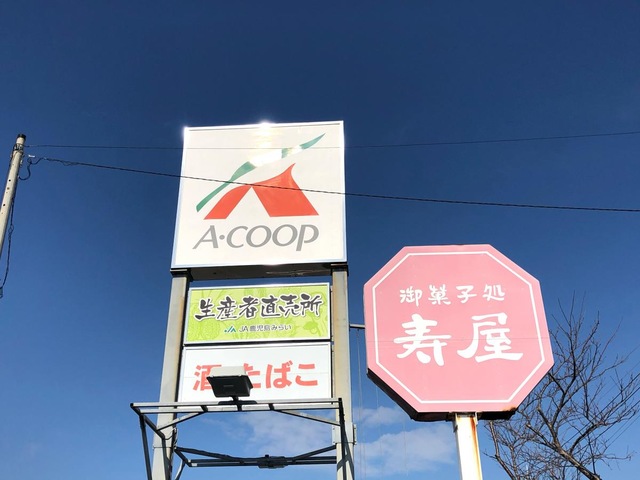 A·COOP
生産者直売所
JA鹿児島みらい
酒 たばこ
御菓子処
寿屋